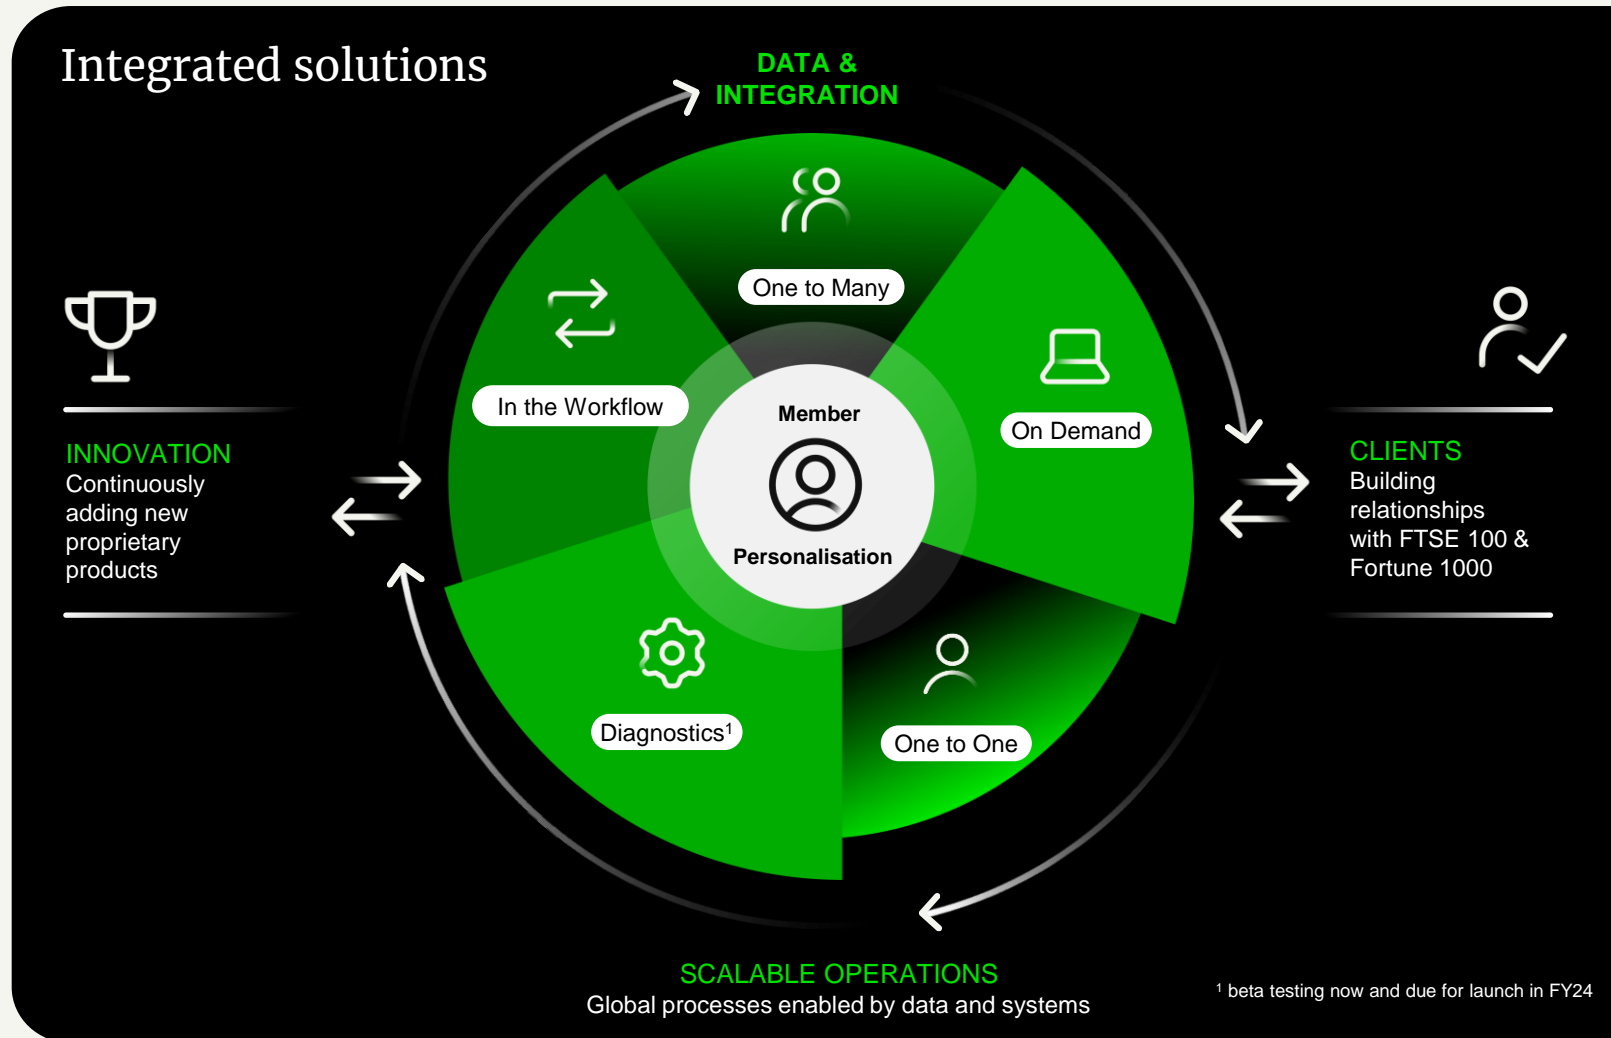 Integrated solutions
DATA &
INTEGRATION
One to Many
In the Workflow
On Demand
Member
Personalisation
Diagnostics¹
One to One
INNOVATION
Continuously
adding new
proprietary
products
CLIENTS
Building
relationships
with FTSE 100 &
Fortune 1000
SCALABLE OPERATIONS
Global processes enabled by data and systems
¹ beta testing now and due for launch in FY24